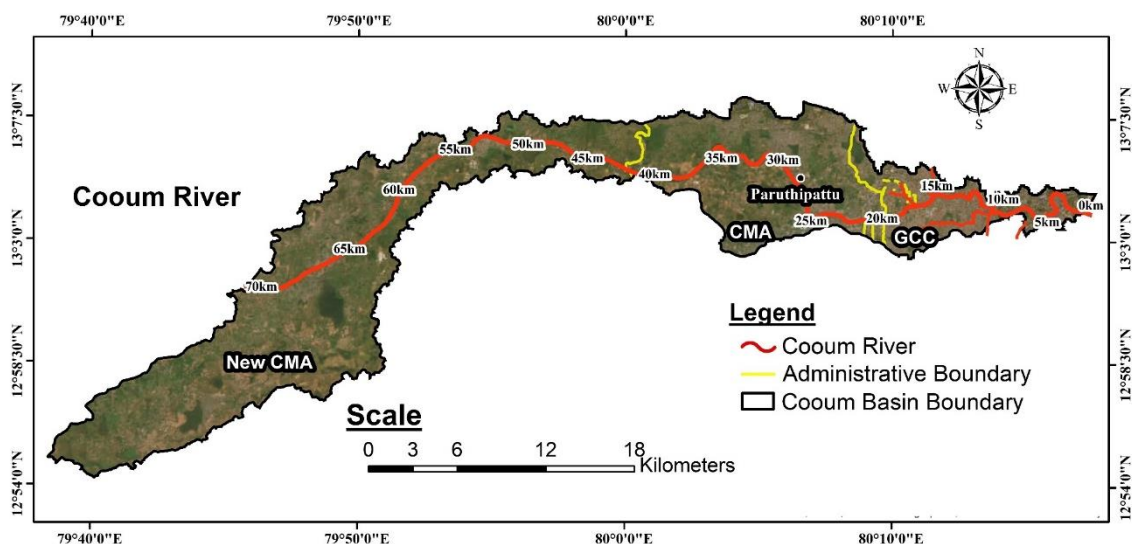 79°40'0"E
79°50'0"E
80°0'0"E
80°10'0"E
13°7'30"N
13°7'30"N
N
W
E
S
Cooum River
55km
50km
45km
60km
40km
35km
30km
Paruthipattu
15km
10km
0km
5km
25km
20km
65km
CMA
GCC
13°3'0"N
13°3'0"N
70km
Legend
Cooum River
Administrative Boundary
Cooum Basin Boundary
New CMA
12°58'30"N
12°58'30"N
Scale
0 3 6 12 18
Kilometers
12°54'0"N
12°54'0"N
79°40'0"E
79°50'0"E
80°0'0"E
80°10'0"E